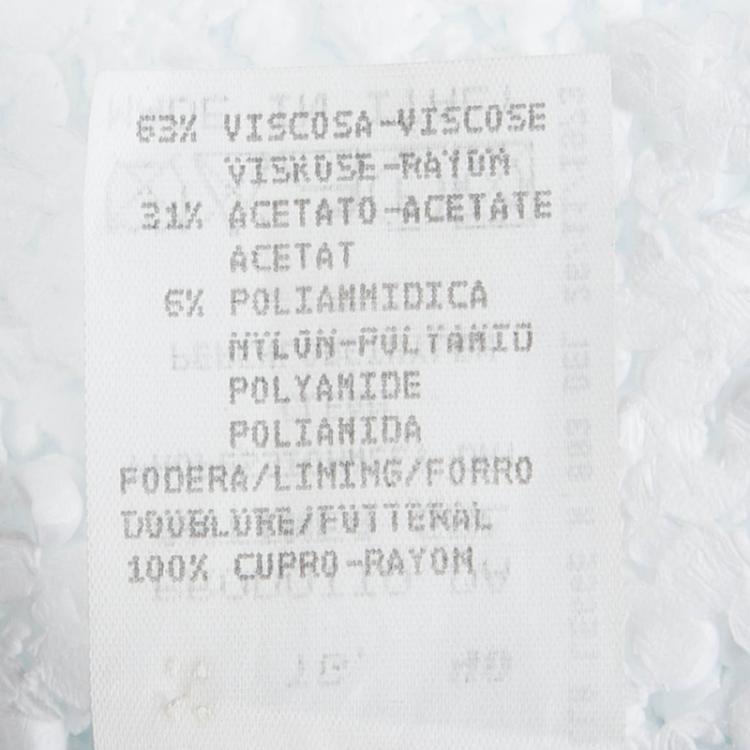 63% VISCOSA-VISCOSE
VISKOSE-RAYON
31% ACETATO-ACETATE
ACETAT
6% POLIAMMIDICA
NYLON-POLYAMID
POLYAMIDE
POLIAMIDA
FODERA/LINING/FORRO
DOUBLURE/FUTTERAL
100% CUPRO-RAYON